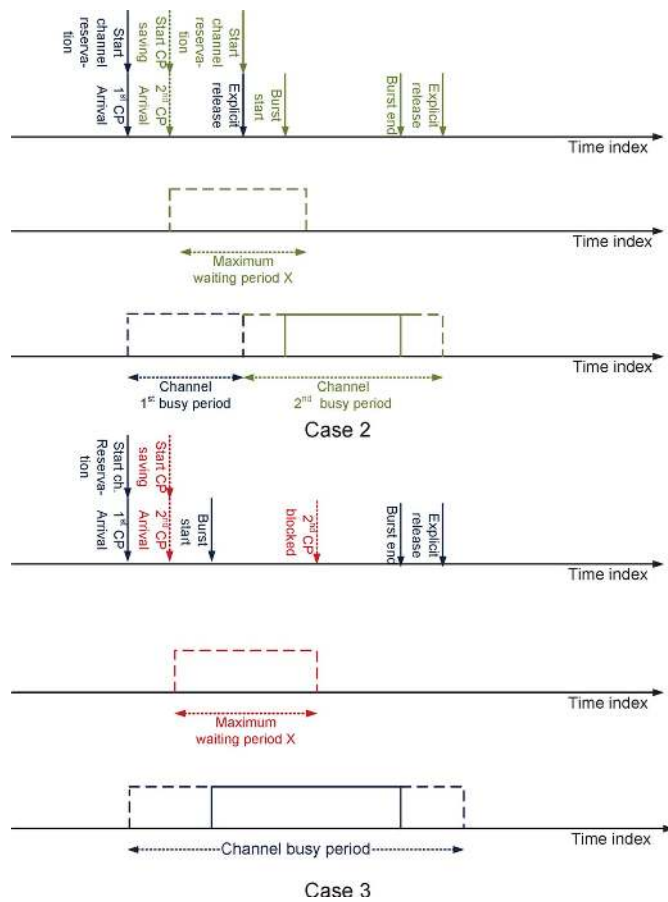 Start
channel
reserva-
tion
Start CP
saving
Start
channel
reserva-
tion
1st CP
Arrival
2nd CP
Arrival
Explicit
release
Burst
start
Burst end
Explicit
release
Time index
Time index
Maximum
waiting period X
Time index
Channel
1st busy period
Channel
2nd busy period
Case 2
Start ch.
Reserva-
tion
Start CP
saving
1st CP
Arrival
2nd CP
Arrival
Burst
start
2nd CP
blocked
Burst end
Explicit
release
Time index
Time index
Maximum
waiting period X
Time index
Channel busy period
Case 3